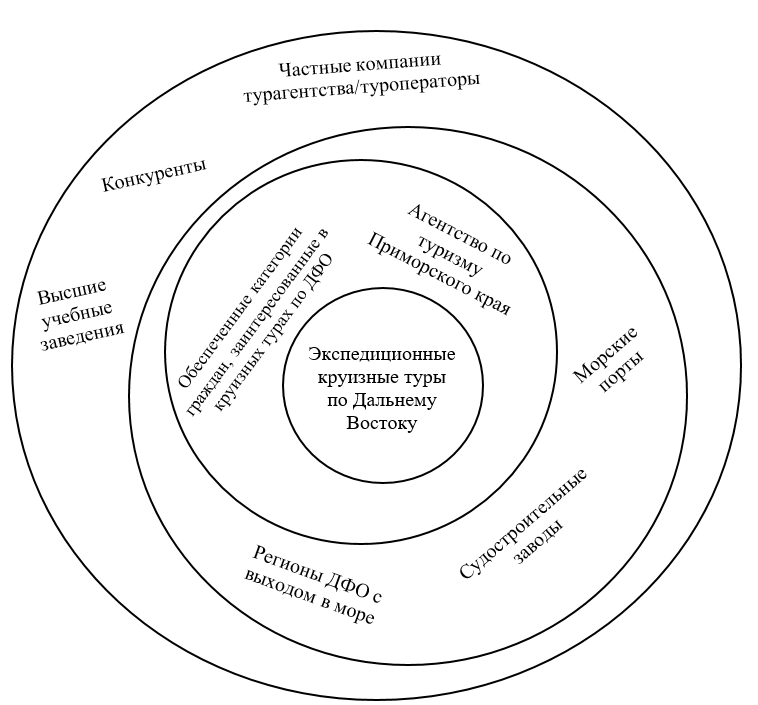 Частные компании
турагентства/туроператоры
Конкуренты
Высшие
учебные
заведения
Обеспеченные категории
граждан, заинтересованные в
круизных турах по ДФО
Агентство по
туризму
Приморского края
Экспедиционные
круизные туры
по Дальнему
Востоку
Морские
порты
Судостроительные
заводы
Регионы ДФО с
выходом в море